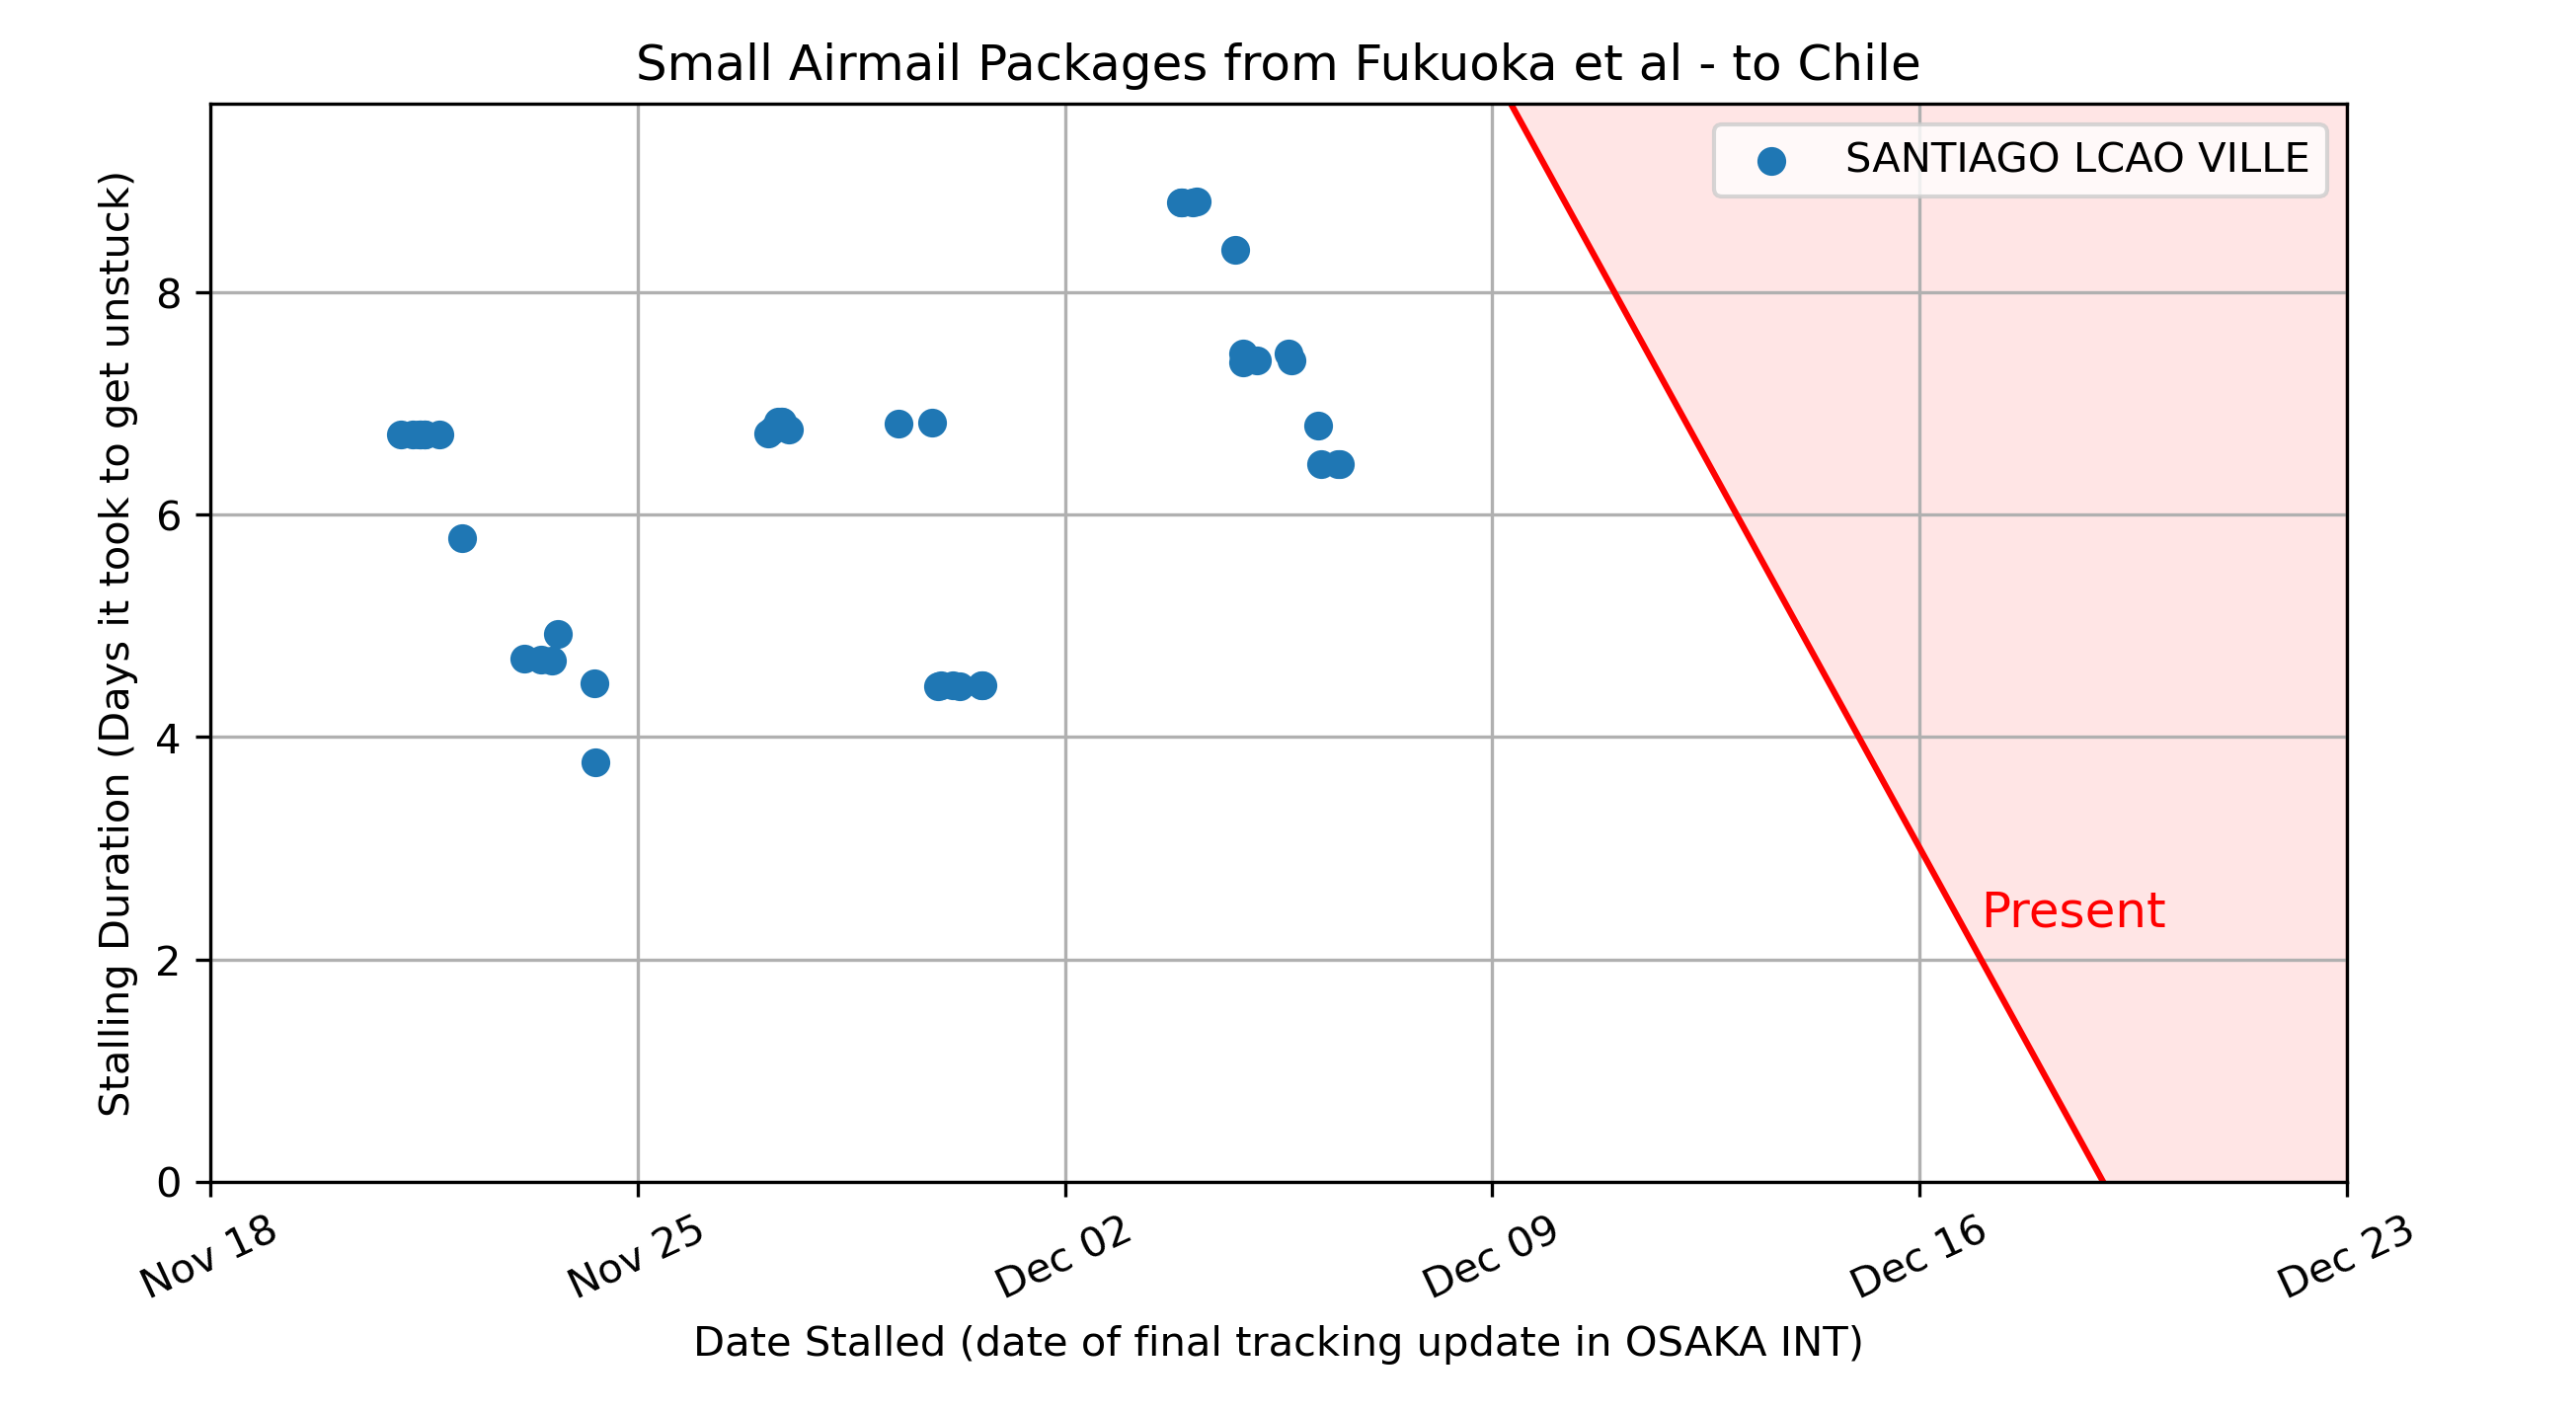 Small Airmail Packages from Fukuoka et al - to Chile
SANTIAGO LCAO VILLE
Stalling Duration (Days it took to get unstuck)
8
6
4
2
0
Present
Nov 18
Nov 25
Dec 02
Dec 09
Dec 16
Dec 23
Date Stalled (date of final tracking update in OSAKA INT)